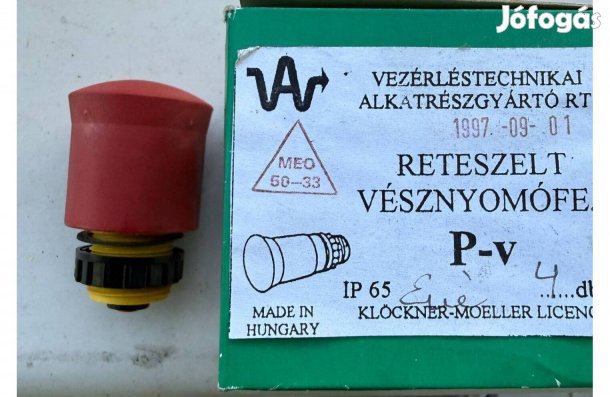 Jófogás
VEZÉRLÉSTECHNIKAI
ALKATRÉSZGYÁRTÓ RT
1997 -09- 01
MEO
50-33
RETESZELT
VÉSZNYOMÓFE
P-v
IP 65 4 ......db
MADE IN
HUNGARY
KLÖCKNER-MOELLER LICENC